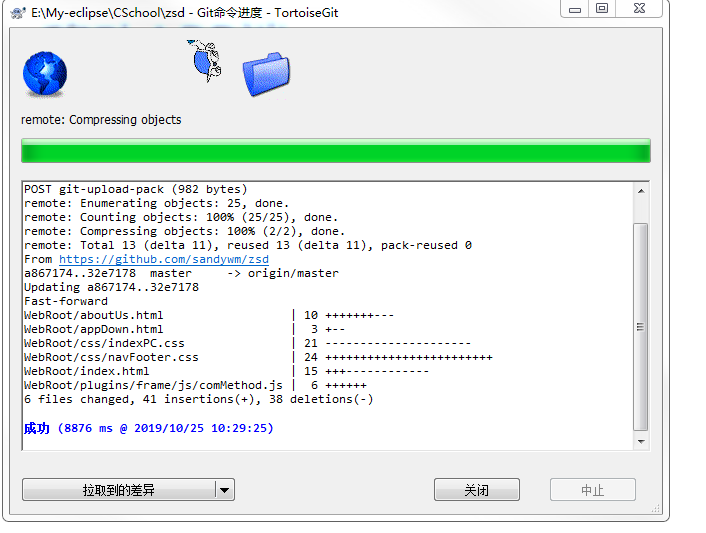 E:\My-eclipse\CSchool\zsd - Git命令进度 - TortoiseGit
remote: Compressing objects
POST git-upload-pack (982 bytes)
remote: Enumerating objects: 25, done.
remote: Counting objects: 100% (25/25), done.
remote: Compressing objects: 100% (2/2), done.
remote: Total 13 (delta 11), reused 13 (delta 11), pack-reused 0
From https://github.com/sandywm/zsd
a867174..32e7178  master     -> origin/master
Updating a867174..32e7178
Fast-forward
WebRoot/aboutUs.html                  | 10 +++++++---
WebRoot/appDown.html                  |  3 +--
WebRoot/css/indexPC.css               | 21 ---------------------
WebRoot/css/navFooter.css             | 24 ++++++++++++++++++++++++
WebRoot/index.html                    | 15 +++------------
WebRoot/plugins/frame/js/comMethod.js |  6 ++++++
6 files changed, 41 insertions(+), 38 deletions(-)
成功 (8876 ms @ 2019/10/25 10:29:25)
拉取到的差异 关闭 中止